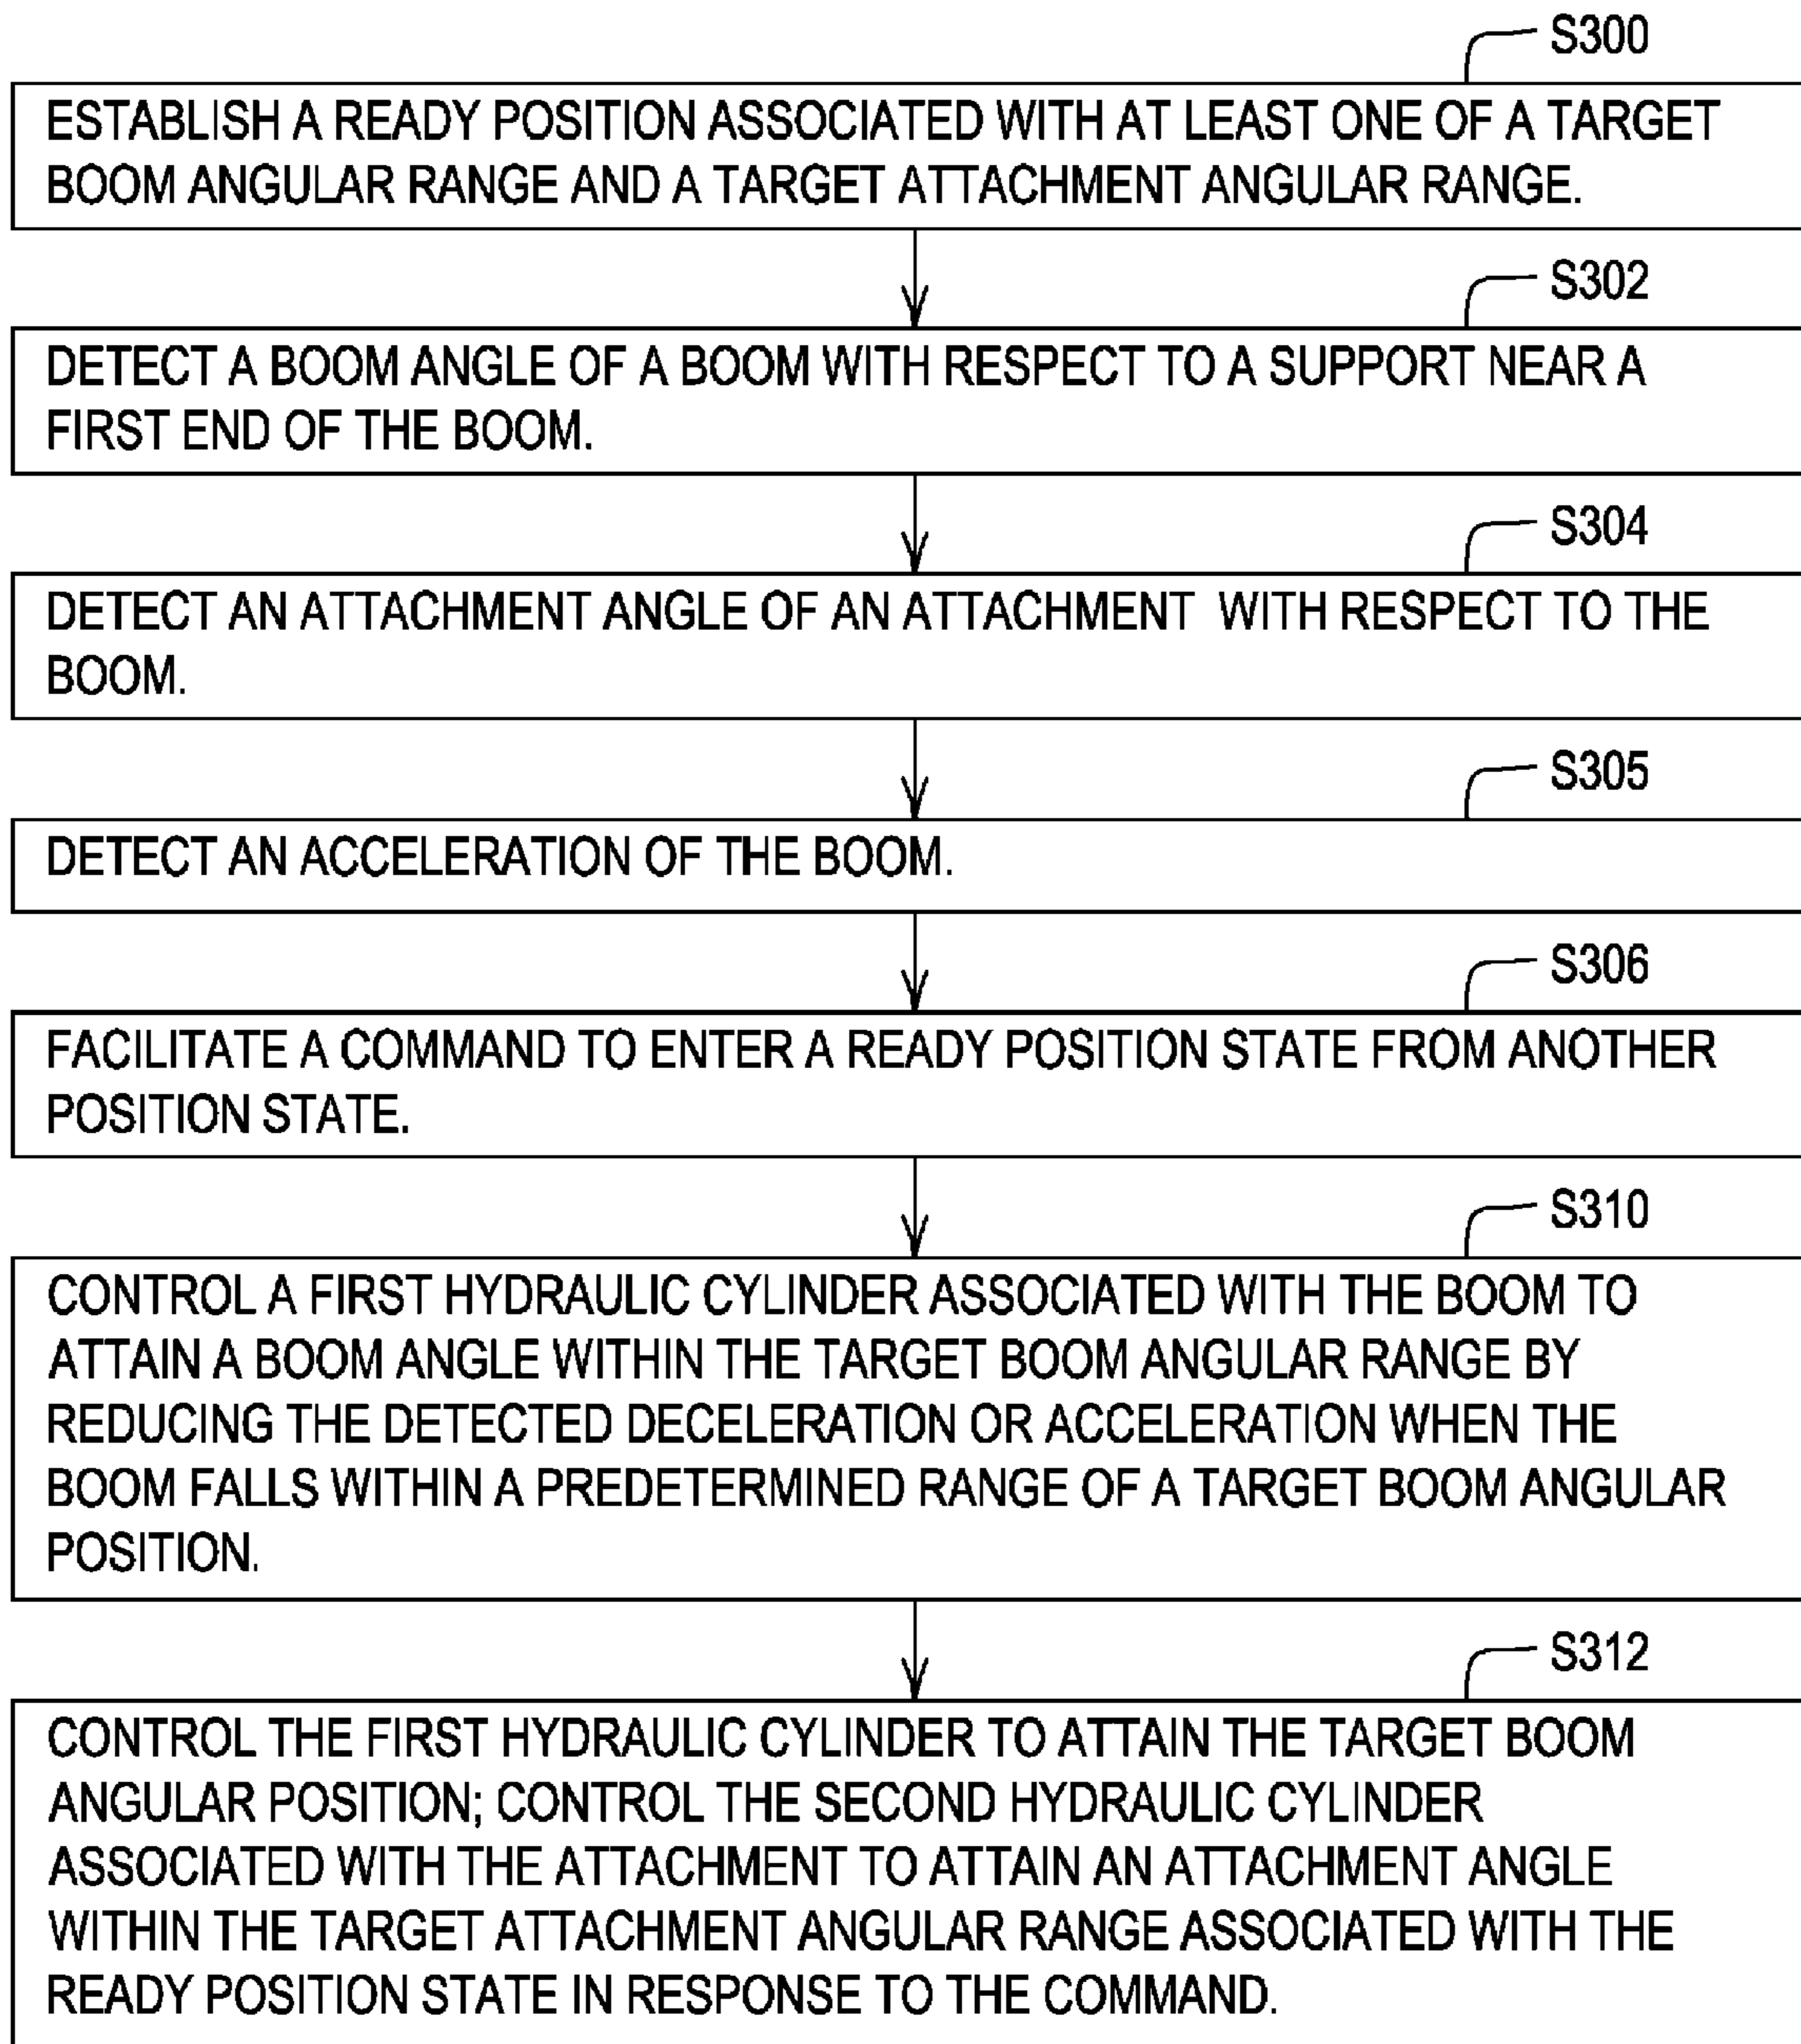 S300
ESTABLISH A READY POSITION ASSOCIATED WITH AT LEAST ONE OF A TARGET
BOOM ANGULAR RANGE AND A TARGET ATTACHMENT ANGULAR RANGE.
S302
DETECT A BOOM ANGLE OF A BOOM WITH RESPECT TO A SUPPORT NEAR A
FIRST END OF THE BOOM.
S304
DETECT AN ATTACHMENT ANGLE OF AN ATTACHMENT WITH RESPECT TO THE
BOOM.
S305
DETECT AN ACCELERATION OF THE BOOM.
S306
FACILITATE A COMMAND TO ENTER A READY POSITION STATE FROM ANOTHER
POSITION STATE.
S310
CONTROL A FIRST HYDRAULIC CYLINDER ASSOCIATED WITH THE BOOM TO
ATTAIN A BOOM ANGLE WITHIN THE TARGET BOOM ANGULAR RANGE BY
REDUCING THE DETECTED DECELERATION OR ACCELERATION WHEN THE
BOOM FALLS WITHIN A PREDETERMINED RANGE OF A TARGET BOOM ANGULAR
POSITION.
S312
CONTROL THE FIRST HYDRAULIC CYLINDER TO ATTAIN THE TARGET BOOM
ANGULAR POSITION; CONTROL THE SECOND HYDRAULIC CYLINDER
ASSOCIATED WITH THE ATTACHMENT TO ATTAIN AN ATTACHMENT ANGLE
WITHIN THE TARGET ATTACHMENT ANGULAR RANGE ASSOCIATED WITH THE
READY POSITION STATE IN RESPONSE TO THE COMMAND.